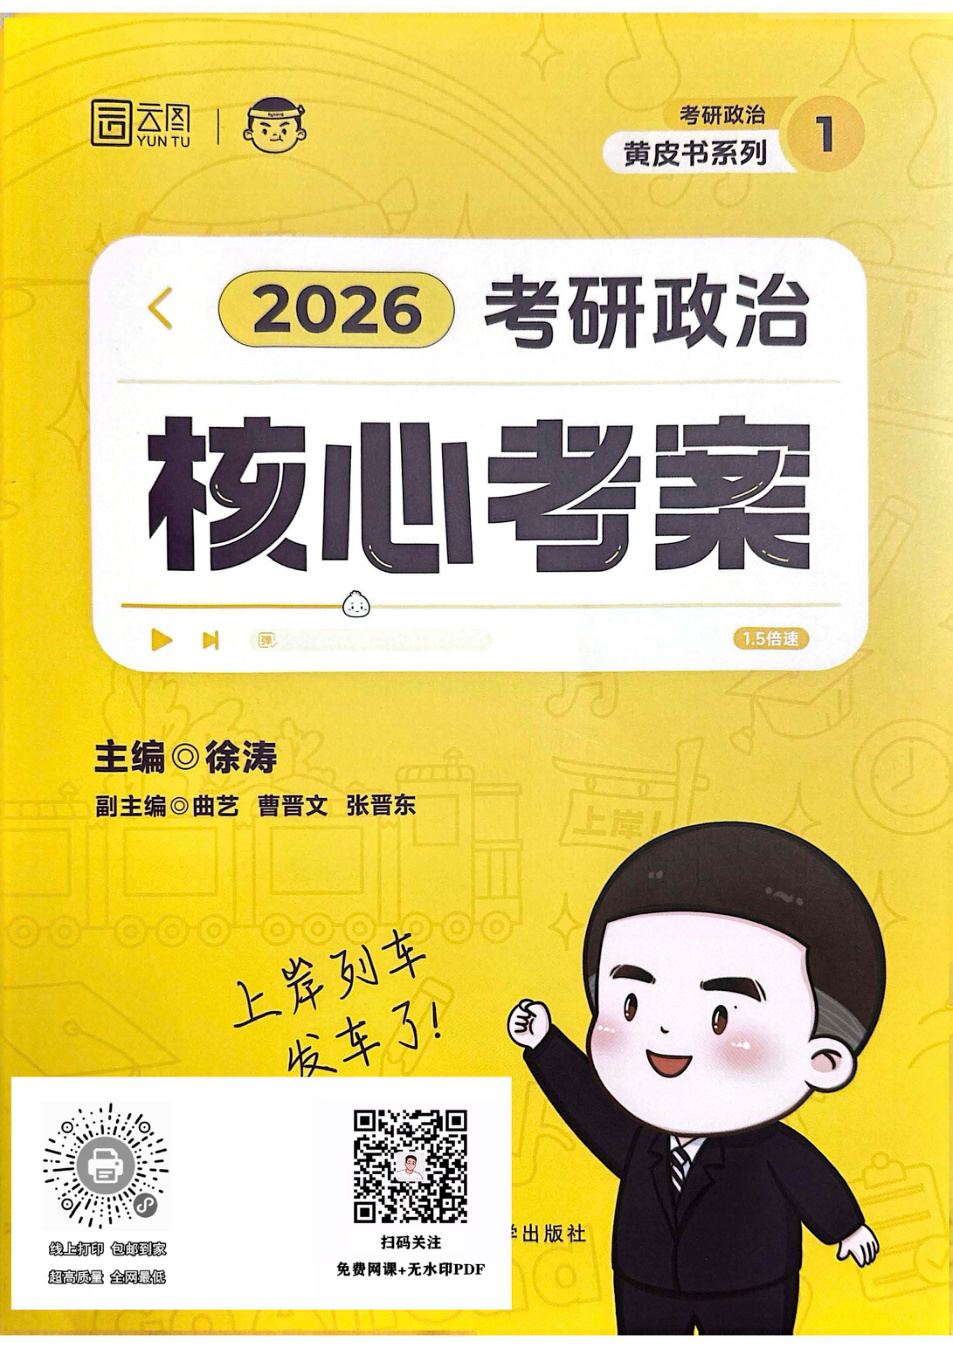 云图
YUN TU
考研政治
黄皮书系列
1
2026 考研政治
核心考案
弹
1.5倍速
主编◎徐涛
副主编◎曲艺 曹晋文 张晋东
上岸!
上岸列车
发车了!
线上打印 包邮到家
超高质量 全网最低
扫码关注
免费网课+无水印PDF
学出版社